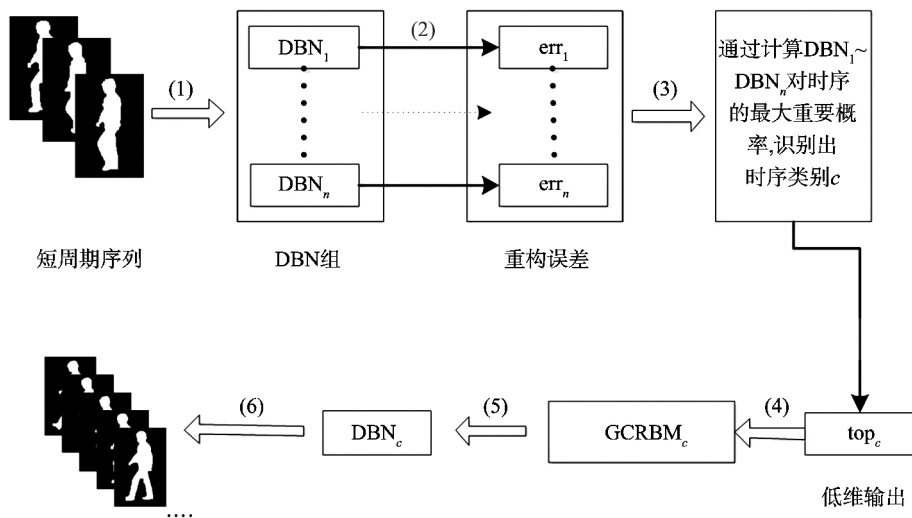 (1)
DBN₁
(2)
err₁
DBNₙ
errₙ
(3)
通过计算DBN₁~
DBNₙ对时序
的最大重要概
率,识别出
时序类别c
短周期序列
DBN组
重构误差
(6)
DBN_c
(5)
GCRBM_c
(4)
top_c
低维输出
....